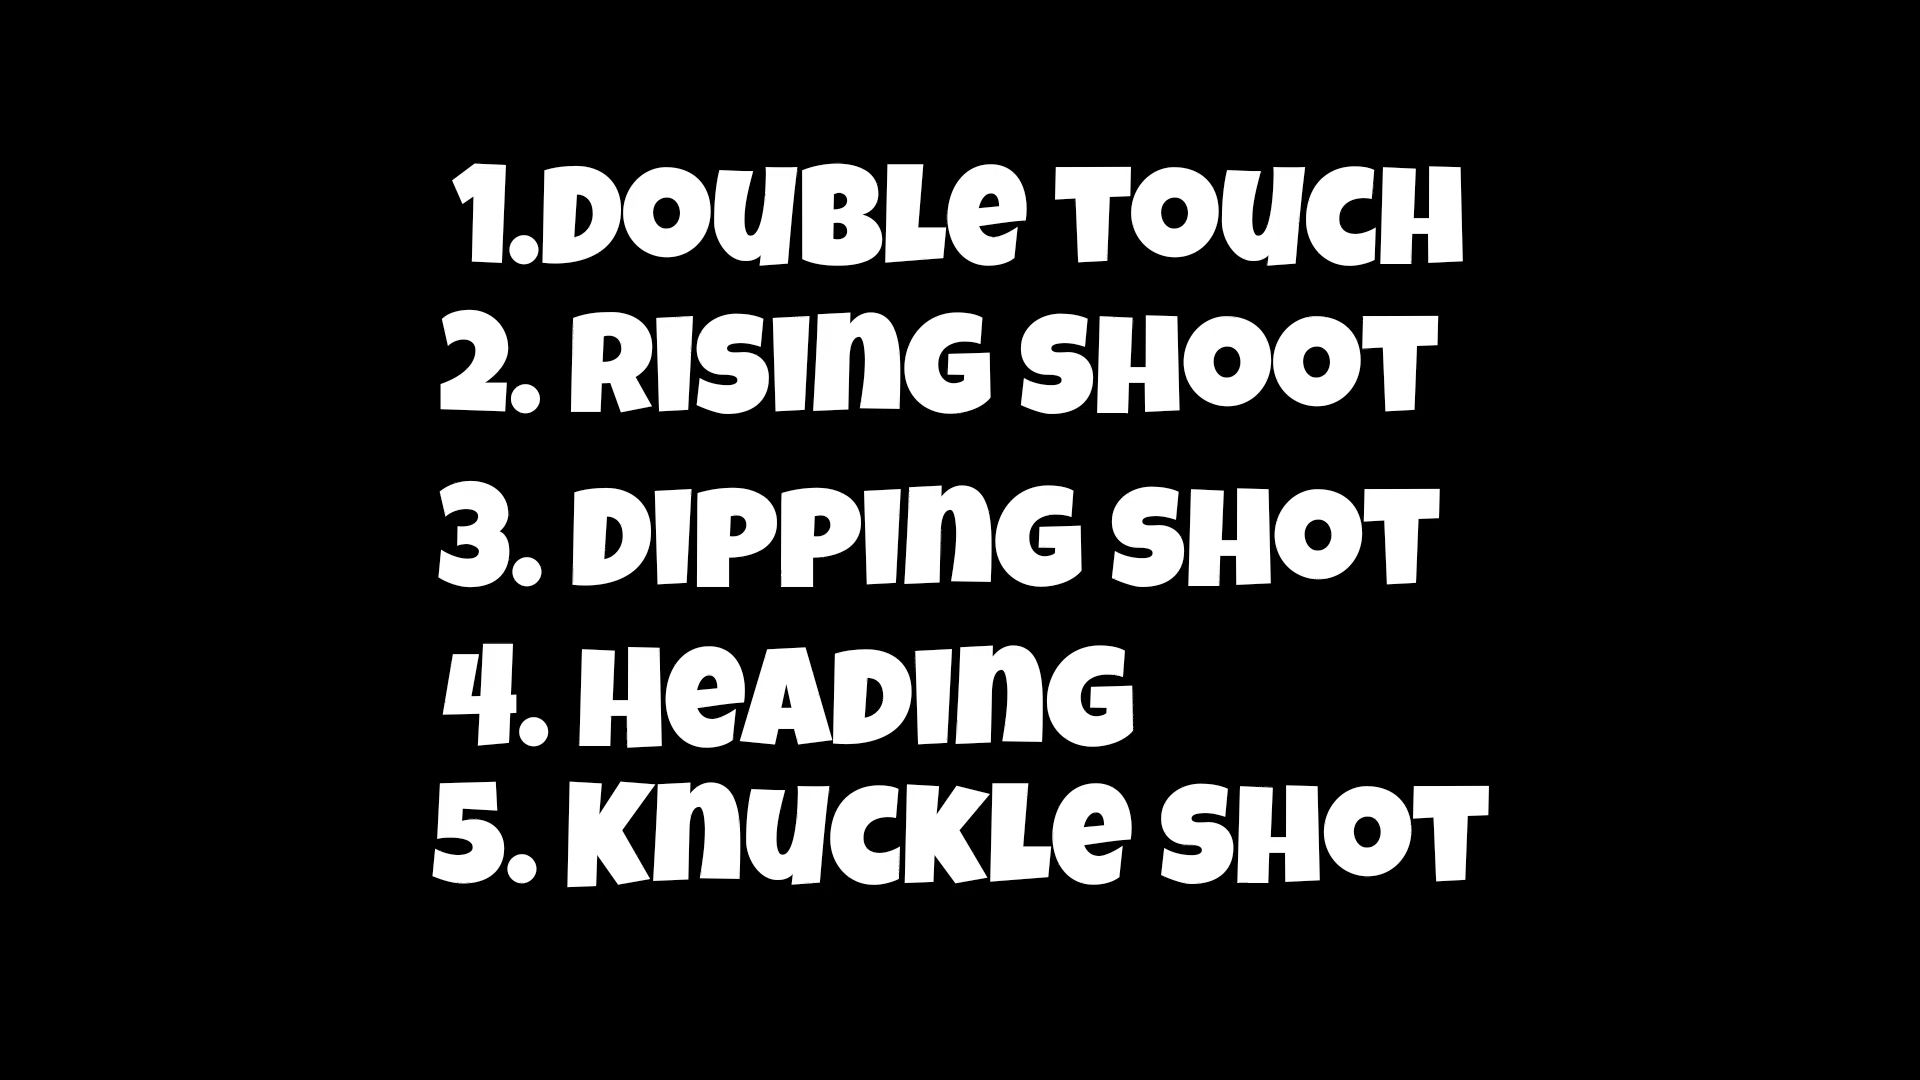 1.Double Touch
2. Rising Shoot
3. Dipping Shot
4. Heading
5. Knuckle Shot